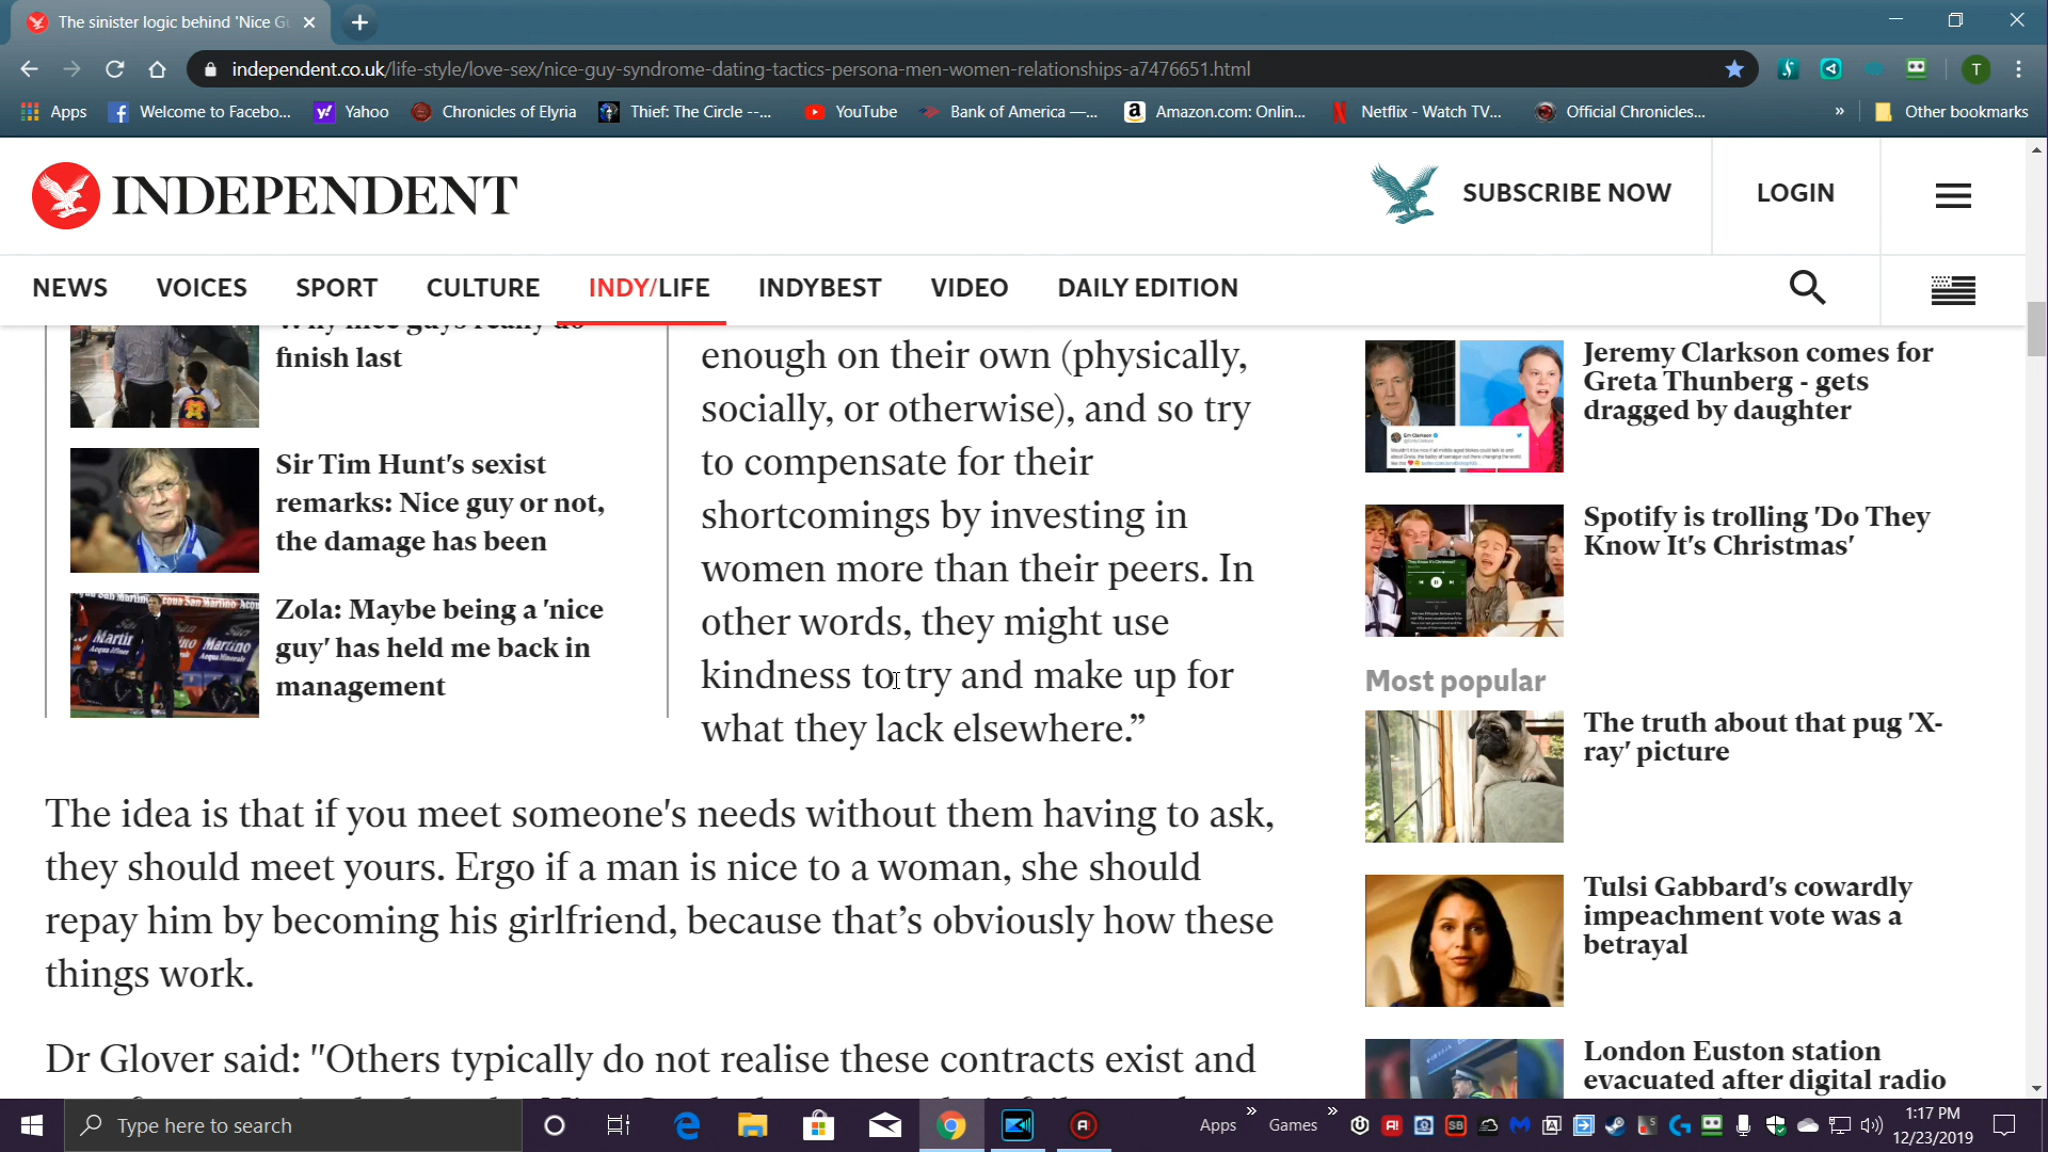 The sinister logic behind 'Nice Gu
independent.co.uk/life-style/love-sex/nice-guy-syndrome-dating-tactics-persona-men-women-relationships-a7476651.html
T
Apps
Welcome to Facebo...
Yahoo
Chronicles of Elyria
Thief: The Circle --...
YouTube
Bank of America —...
Amazon.com: Onlin...
Netflix - Watch TV...
Official Chronicles...
»
Other bookmarks
INDEPENDENT
SUBSCRIBE NOW
LOGIN
NEWS
VOICES
SPORT
CULTURE
INDY/LIFE
INDYBEST
VIDEO
DAILY EDITION
Why nice guys really do
finish last
Sir Tim Hunt's sexist
remarks: Nice guy or not,
the damage has been
Zola: Maybe being a 'nice
guy' has held me back in
management
enough on their own (physically,
socially, or otherwise), and so try
to compensate for their
shortcomings by investing in
women more than their peers. In
other words, they might use
kindness to try and make up for
what they lack elsewhere.”
The idea is that if you meet someone's needs without them having to ask,
they should meet yours. Ergo if a man is nice to a woman, she should
repay him by becoming his girlfriend, because that’s obviously how these
things work.
Dr Glover said: "Others typically do not realise these contracts exist and
Jeremy Clarkson comes for
Greta Thunberg - gets
dragged by daughter
Spotify is trolling 'Do They
Know It's Christmas'
Most popular
The truth about that pug 'X-
ray' picture
Tulsi Gabbard's cowardly
impeachment vote was a
betrayal
London Euston station
evacuated after digital radio
Type here to search
Apps
»
Games
»
1:17 PM
12/23/2019